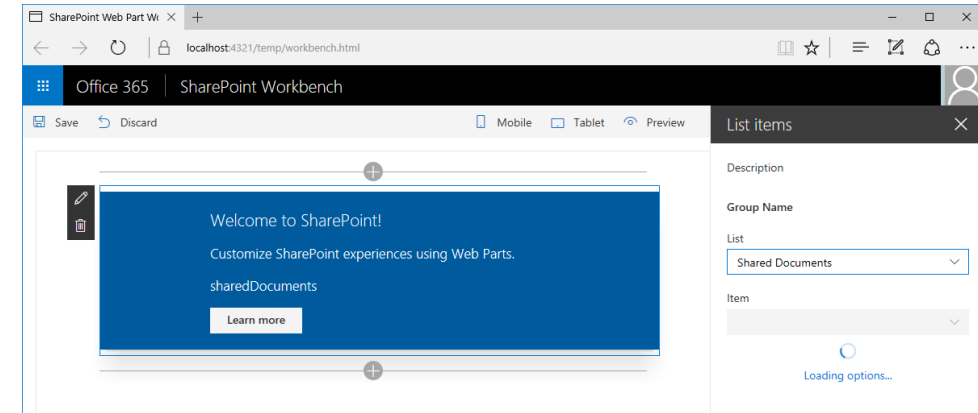 SharePoint Web Part Wo
localhost:4321/temp/workbench.html
Office 365 SharePoint Workbench
Save Discard Mobile Tablet Preview
List items
Description
Group Name
List
Shared Documents
Item
Loading options...
Welcome to SharePoint!
Customize SharePoint experiences using Web Parts.
sharedDocuments
Learn more